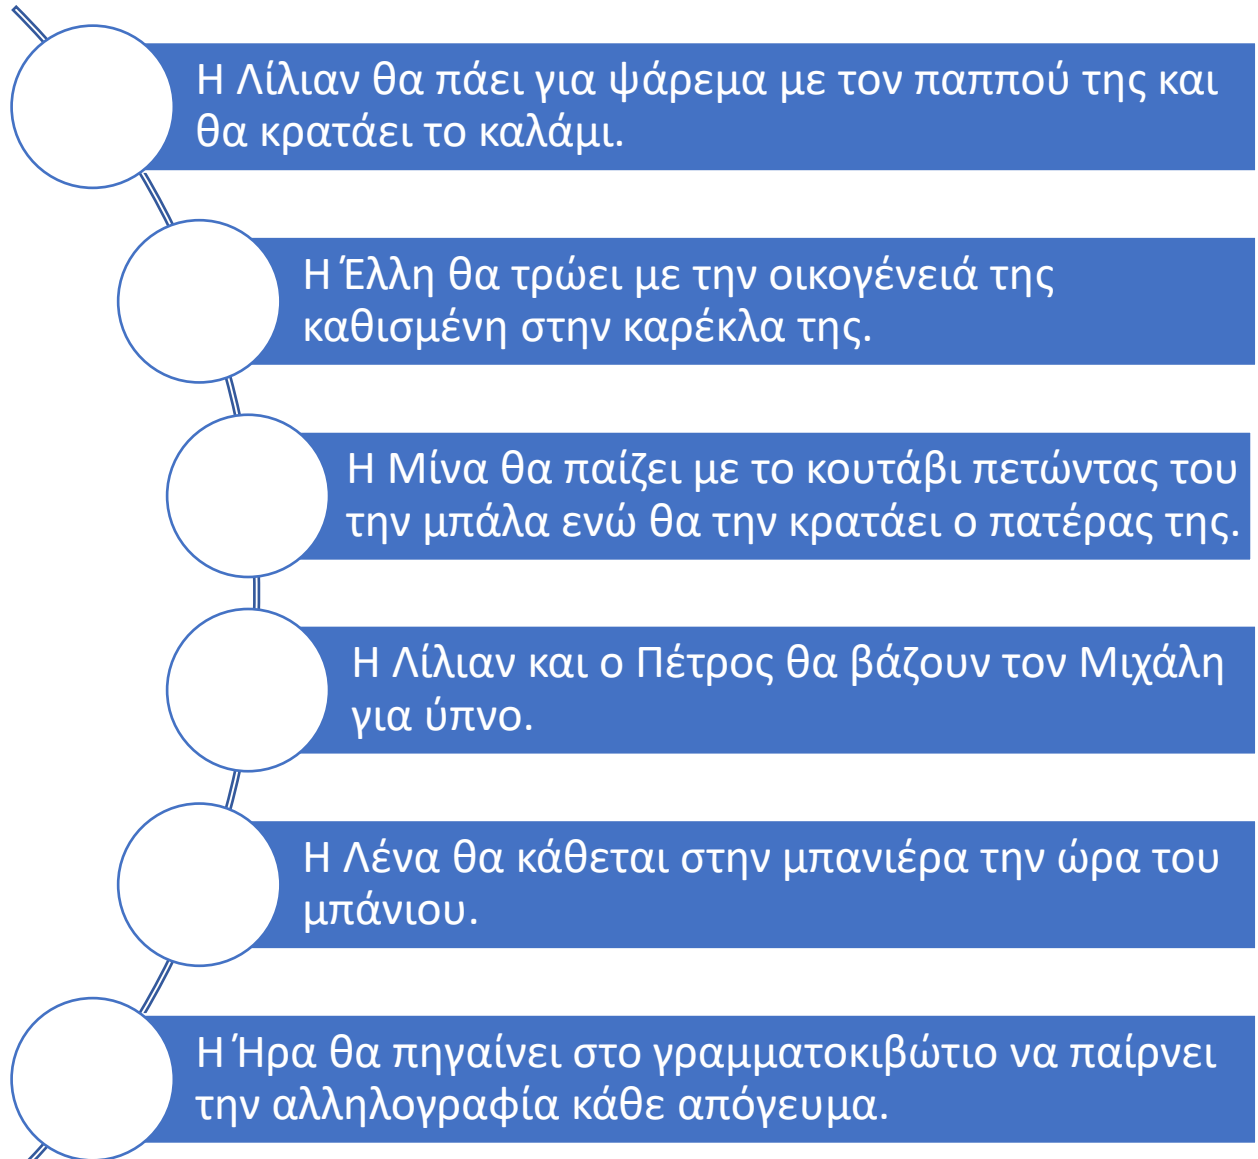 Η Λίλιαν θα πάει για ψάρεμα με τον παππού της και
θα κρατάει το καλάμι.
Η Έλλη θα τρώει με την οικογένειά της
καθισμένη στην καρέκλα της.
Η Μίνα θα παίζει με το κουτάβι πετώντας του
την μπάλα ενώ θα την κρατάει ο πατέρας της.
Η Λίλιαν και ο Πέτρος θα βάζουν τον Μιχάλη
για ύπνο.
Η Λένα θα κάθεται στην μπανιέρα την ώρα του
μπάνιου.
Η Ήρα θα πηγαίνει στο γραμματοκιβώτιο να παίρνει
την αλληλογραφία κάθε απόγευμα.